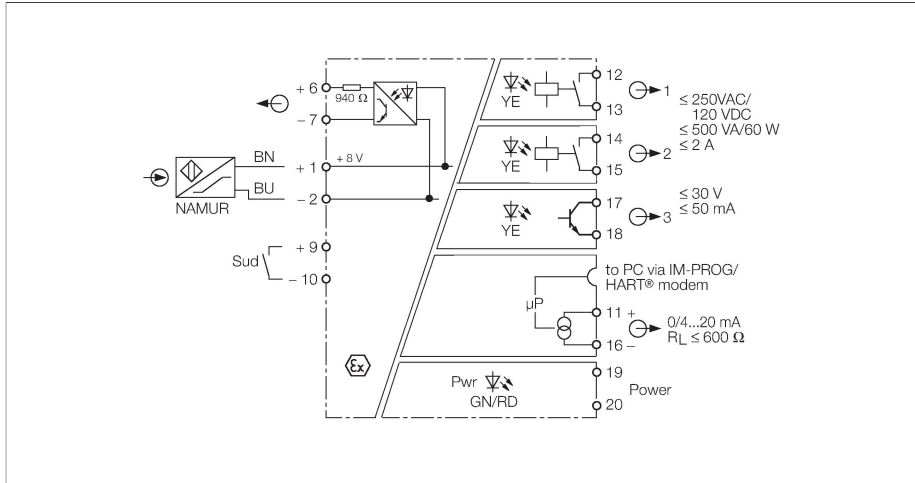 + 6
940 Ω
– 7
BN
+ 1
+ 8 V
BU
– 2
NAMUR
Sud
+ 9
– 10
εx
YE
12
13
1
≤ 250VAC/
120 VDC
≤ 500 VA/60 W
≤ 2 A
YE
14
15
2
YE
17
18
3
≤ 30 V
≤ 50 mA
to PC via IM-PROG/
HART® modem
µP
11 +
16 –
0/4...20 mA
RL ≤ 600 Ω
Pwr
GN/RD
19
20
Power